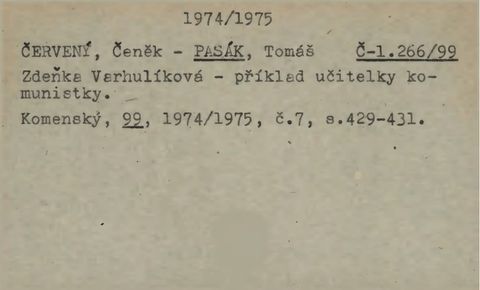 1974/1975
ČERVENÝ, Čeněk - PASÁK, Tomáš Č-1.266/99
Zdeňka Varhulíková - příklad učitelky ko-
munistky.
Komenský, 99, 1974/1975, č.7, s.429-431.